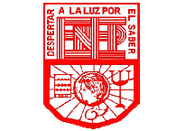 DESPERTAR A LA LUZ POR EL SABER
ENP